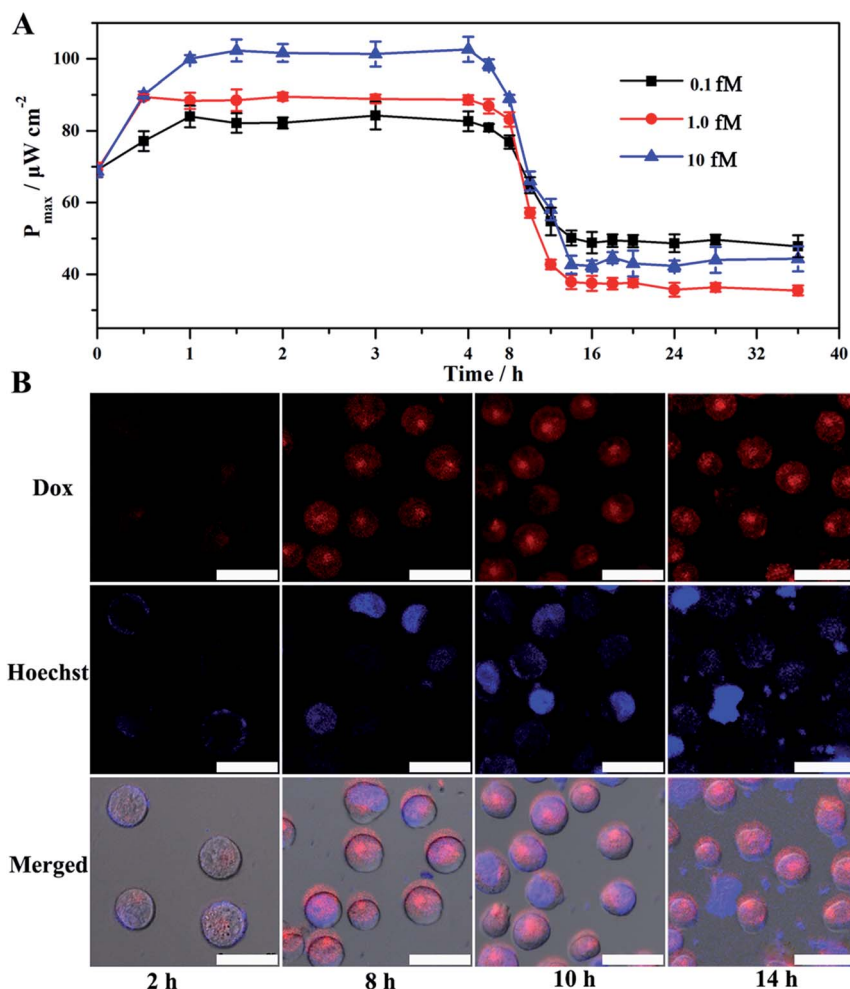 A
P max / µW cm-2
100
80
60
40
0.1 fM
1.0 fM
10 fM
0 1 2 3 4 8 16 24 32 40
Time / h
B
Dox
Hoechst
Merged
2 h 8 h 10 h 14 h